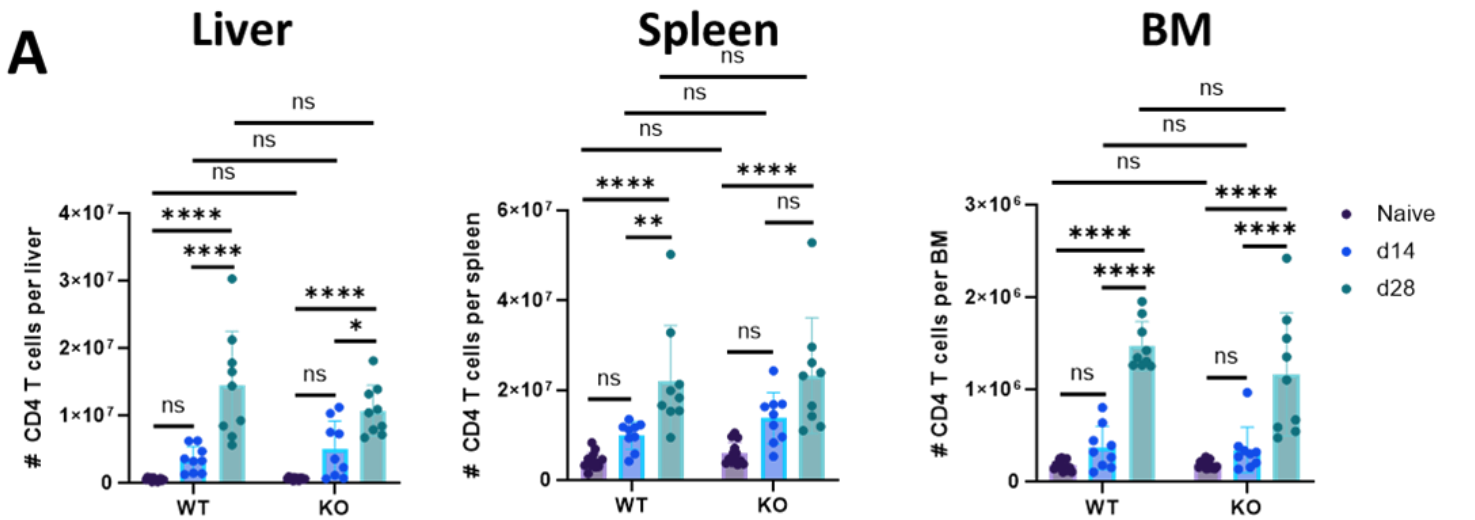 A
Liver
Spleen
BM
ns
ns
ns
****
****
****
*
ns
ns
# CD4 T cells per liver
4×10⁷
3×10⁷
2×10⁷
1×10⁷
0
WT
KO
ns
ns
ns
****
****
**
ns
ns
ns
# CD4 T cells per spleen
6×10⁷
4×10⁷
2×10⁷
0
WT
KO
ns
ns
ns
****
****
****
****
ns
ns
# CD4 T cells per BM
3×10⁶
2×10⁶
1×10⁶
0
WT
KO
Naive
d14
d28